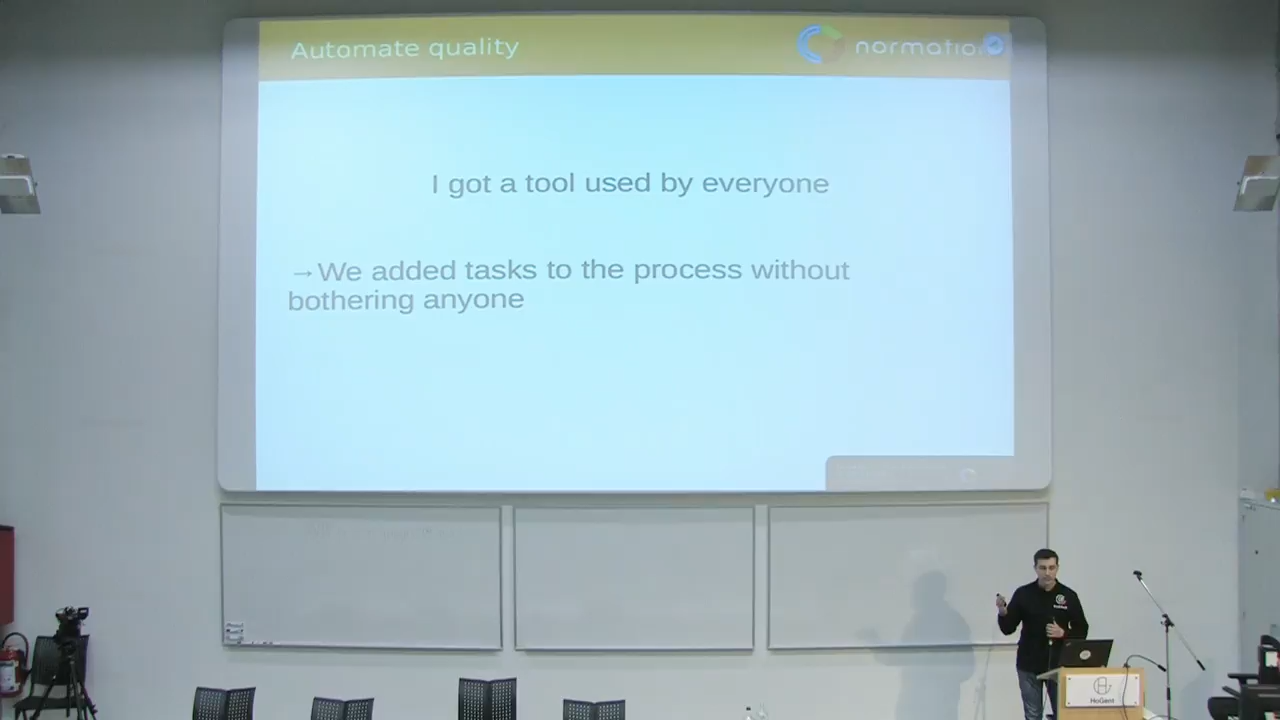 Automate quality
normation
I got a tool used by everyone
→We added tasks to the process without
bothering anyone
HoGent